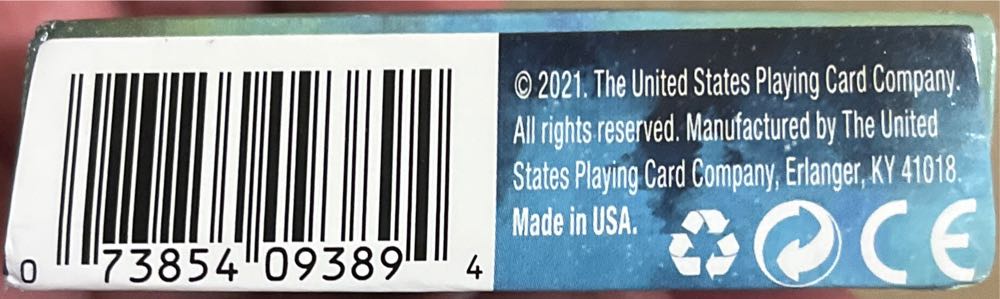 0 73854 09389 4
© 2021. The United States Playing Card Company.
All rights reserved. Manufactured by The United
States Playing Card Company, Erlanger, KY 41018.
Made in USA.
CE